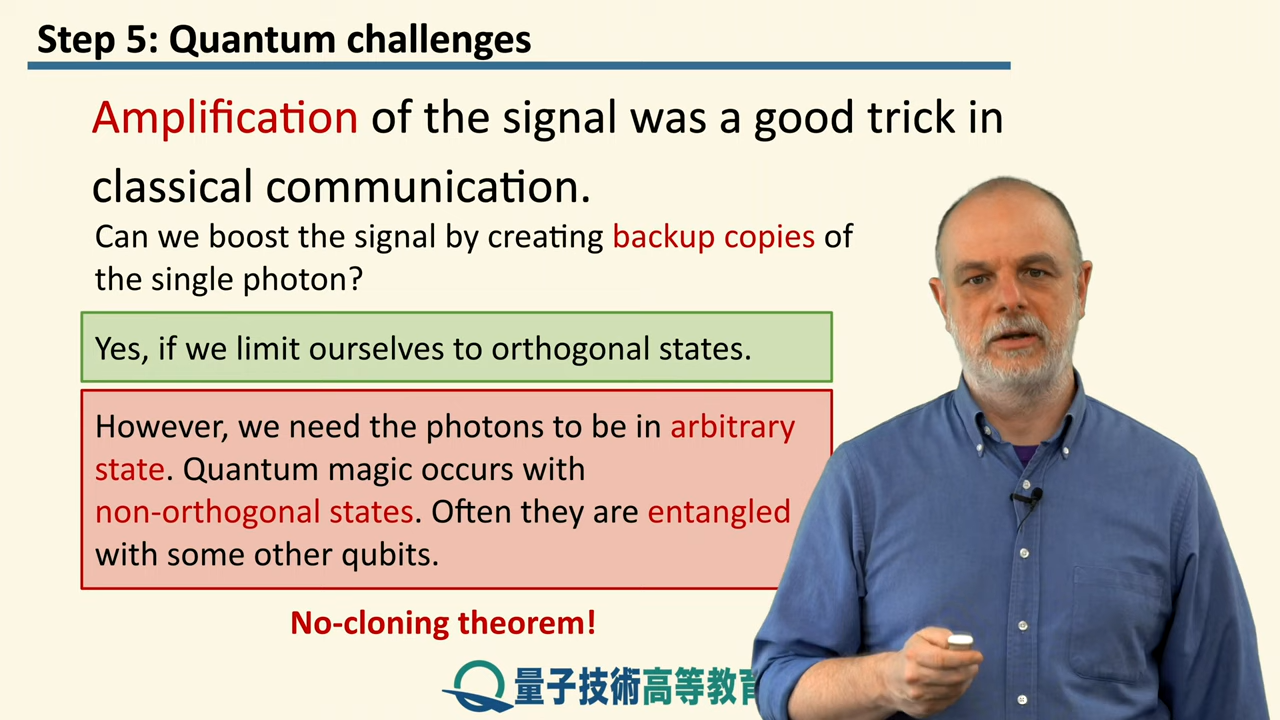 Step 5: Quantum challenges
Amplification of the signal was a good trick in
classical communication.
Can we boost the signal by creating backup copies of
the single photon?
Yes, if we limit ourselves to orthogonal states.
However, we need the photons to be in arbitrary
state. Quantum magic occurs with
non-orthogonal states. Often they are entangled
with some other qubits.
No-cloning theorem!
量子技術高等教育